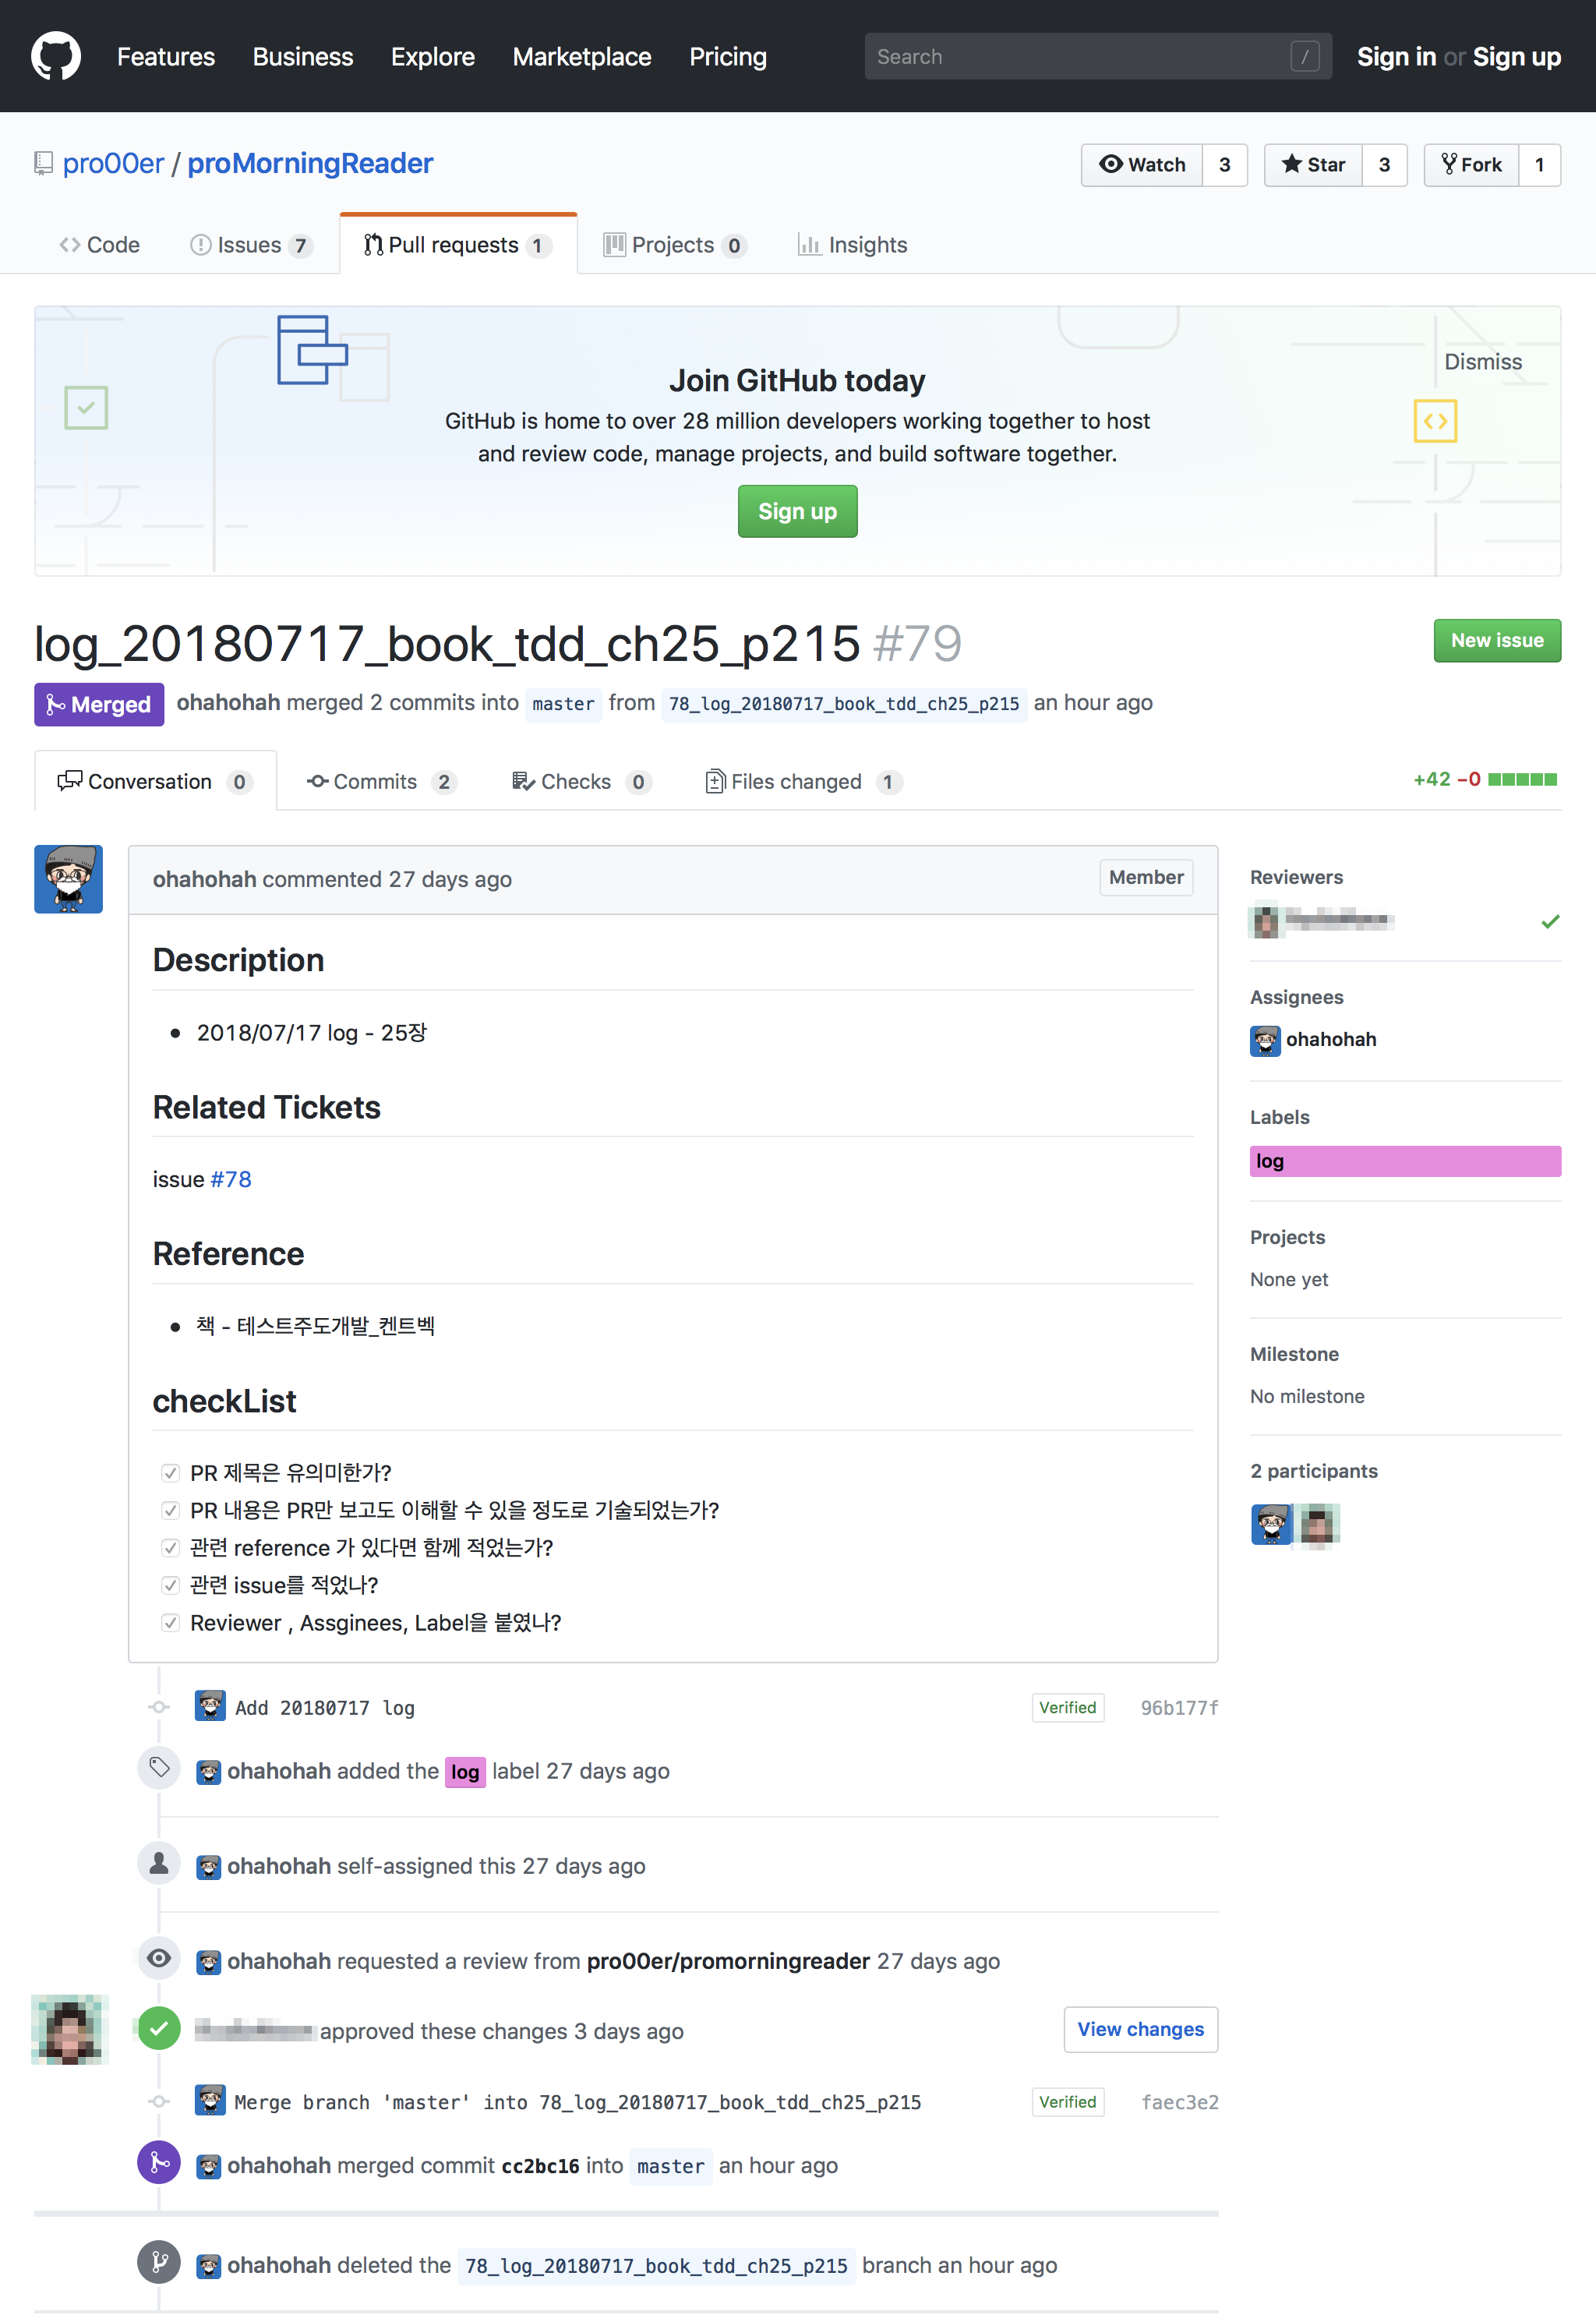 Features Business Explore Marketplace Pricing Search / Sign in or Sign up
pro00er / proMorningReader Watch 3 Star 3 Fork 1
Code Issues 7 Pull requests 1 Projects 0 Insights
Dismiss
Join GitHub today
GitHub is home to over 28 million developers working together to host
and review code, manage projects, and build software together.
Sign up
log_20180717_book_tdd_ch25_p215 #79 New issue
Merged ohahohah merged 2 commits into master from 78_log_20180717_book_tdd_ch25_p215 an hour ago
Conversation 0 Commits 2 Checks 0 Files changed 1 +42 −0
ohahohah commented 27 days ago Member
Description
2018/07/17 log - 25장
Related Tickets
issue #78
Reference
책 - 테스트주도개발_켄트벡
checkList
PR 제목은 유의미한가?
PR 내용은 PR만 보고도 이해할 수 있을 정도로 기술되었는가?
관련 reference 가 있다면 함께 적었는가?
관련 issue를 적었나?
Reviewer , Assginees, Label을 붙였나?
Reviewers
Assignees
ohahohah
Labels
log
Projects
None yet
Milestone
No milestone
2 participants
Add 20180717 log Verified 96b177f
ohahohah added the log label 27 days ago
ohahohah self-assigned this 27 days ago
ohahohah requested a review from pro00er/promorningreader 27 days ago
approved these changes 3 days ago View changes
Merge branch 'master' into 78_log_20180717_book_tdd_ch25_p215 Verified faec3e2
ohahohah merged commit cc2bc16 into master an hour ago
ohahohah deleted the 78_log_20180717_book_tdd_ch25_p215 branch an hour ago